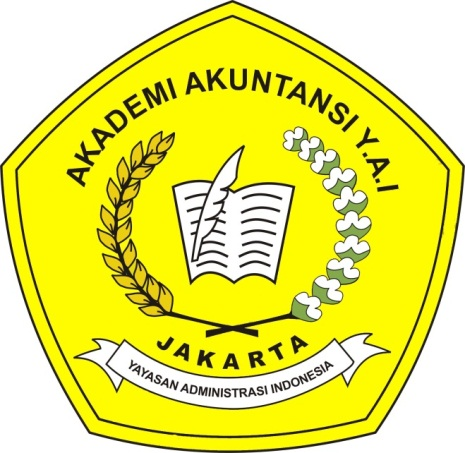 AKADEMI AKUNTANSI Y.A.I
JAKARTA
YAYASAN ADMINISTRASI INDONESIA